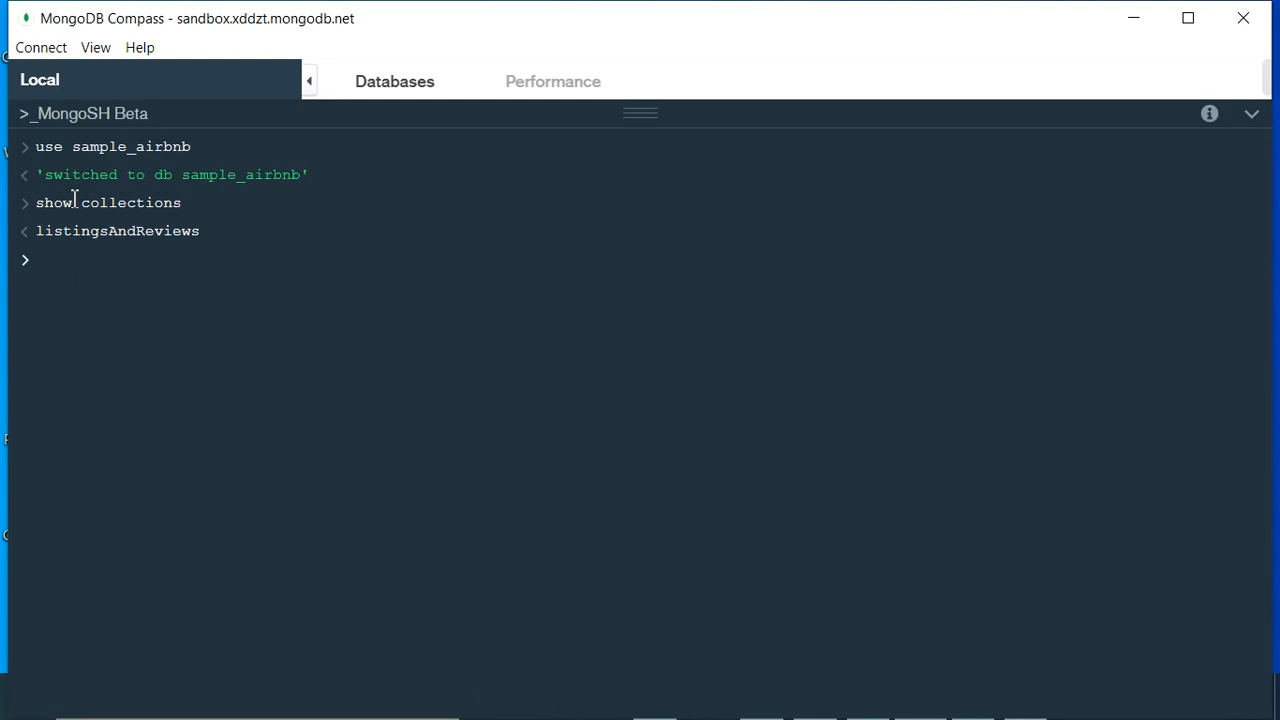 MongoDB Compass - sandbox.xddzt.mongodb.net
Connect View Help
Local Databases Performance
>_MongoSH Beta
> use sample_airbnb
< 'switched to db sample_airbnb'
> show collections
< listingsAndReviews
>